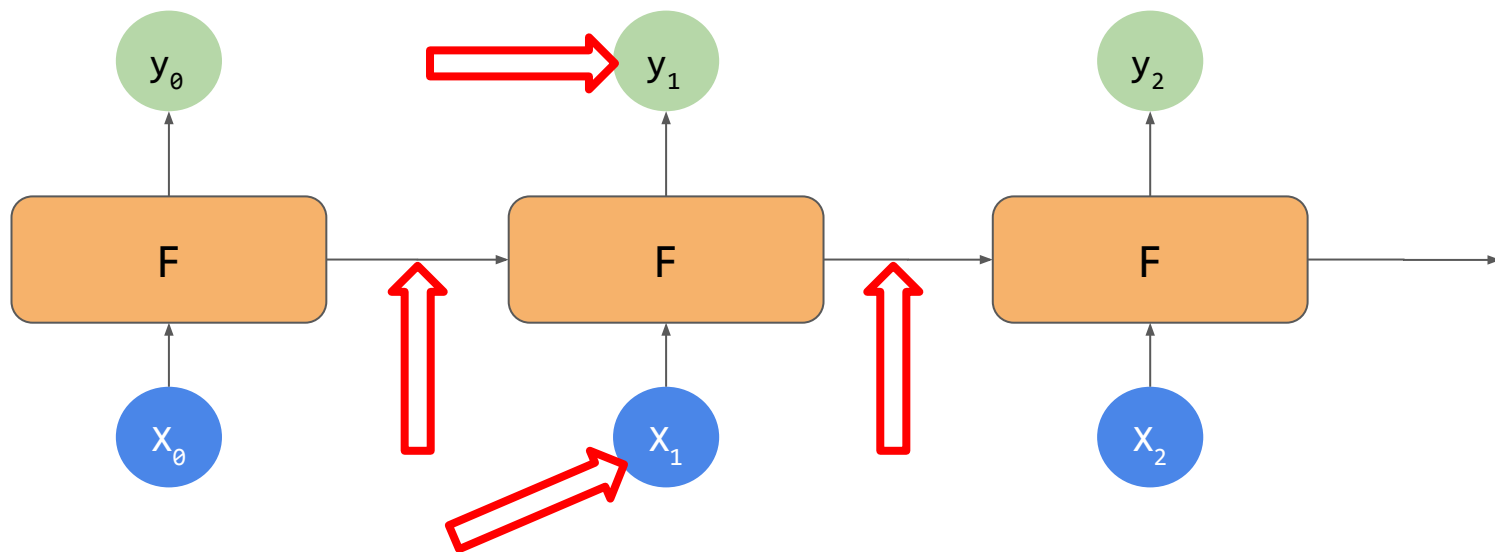 y₀ y₁ y₂
F F F
X₀ X₁ X₂